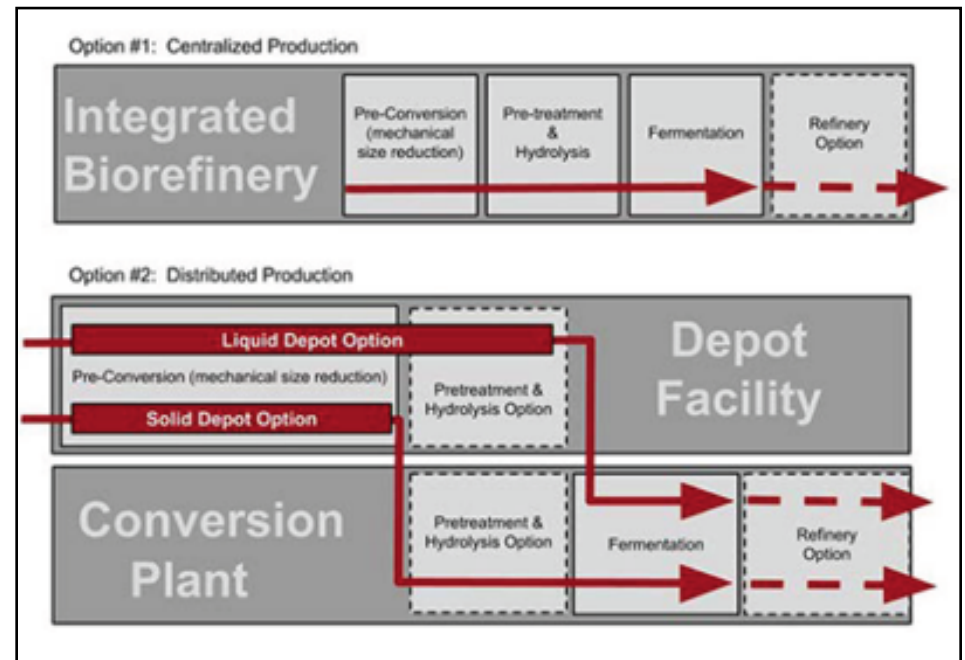 Option #1: Centralized Production
Integrated
Biorefinery
Pre-Conversion
(mechanical
size reduction)
Pre-treatment
&
Hydrolysis
Fermentation
Refinery
Option
Option #2: Distributed Production
Liquid Depot Option
Pre-Conversion (mechanical size reduction)
Solid Depot Option
Pretreatment &
Hydrolysis Option
Depot
Facility
Conversion
Plant
Pretreatment &
Hydrolysis Option
Fermentation
Refinery
Option